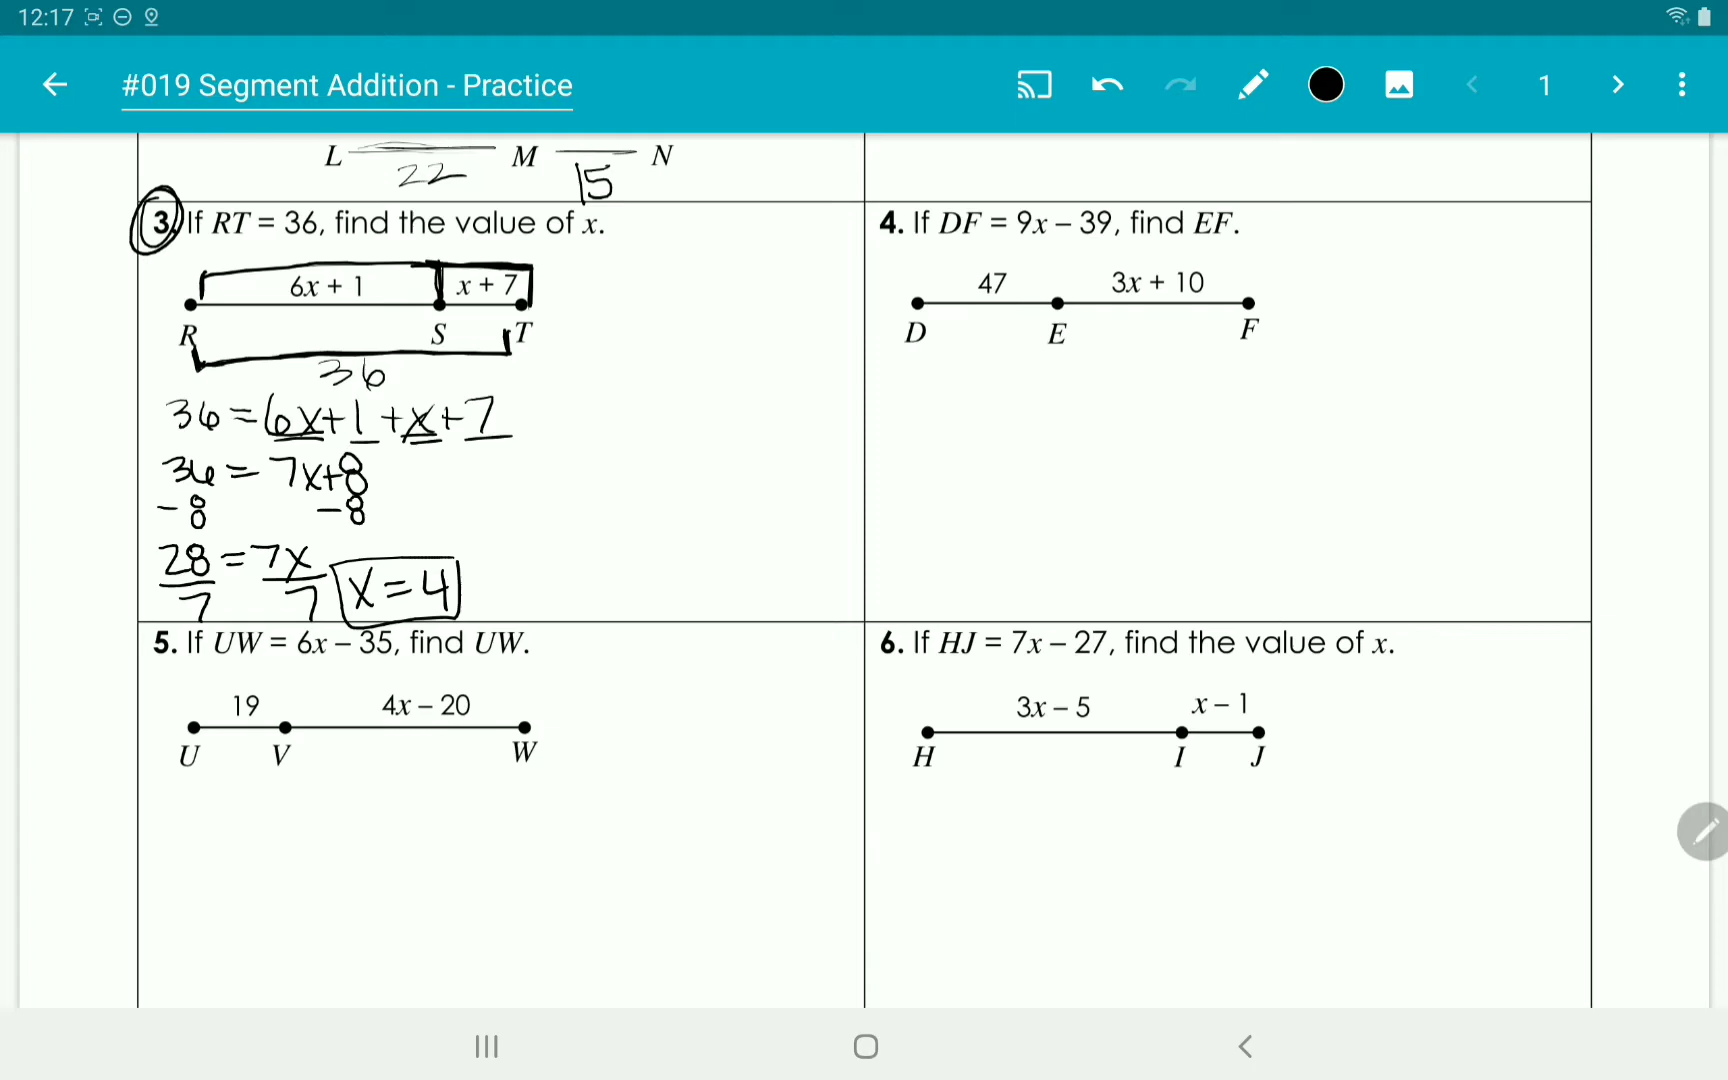 12:17
#019 Segment Addition - Practice
1
L M N
22 15
3. If RT = 36, find the value of x.
6x + 1 x + 7
R S T
36
36 = 6x+1 + x + 7
36 = 7x+8
-8 -8
28 = 7x
7 7
x = 4
4. If DF = 9x – 39, find EF.
47 3x + 10
D E F
5. If UW = 6x – 35, find UW.
19 4x – 20
U V W
6. If HJ = 7x – 27, find the value of x.
3x – 5 x – 1
H I J